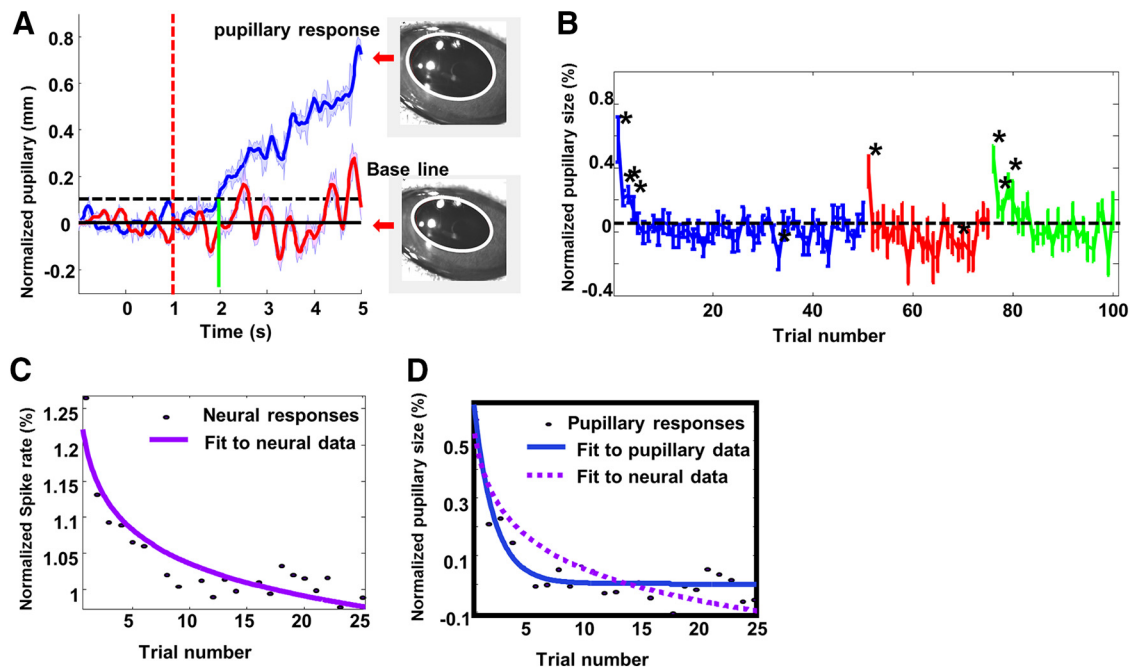 A
pupillary response
Normalized pupillary (mm )
0.8
0.6
0.4
0.2
0
-0.2
Base line
0 1 2 3 4 5
Time (s)
B
Normalized pupillary size (%)
0.8
0.4
0
-0.4
* * * * * * * * * *
20 40 60 80 100
Trial number
C
Normalized Spike rate (%)
1.25
1.2
1.15
1.1
1.05
1
Neural responses
Fit to neural data
5 10 15 20 25
Trial number
D
Normalized pupillary size (%)
0.5
0.3
0.1
-0.1
Pupillary responses
Fit to pupillary data
Fit to neural data
5 10 15 20 25
Trial number